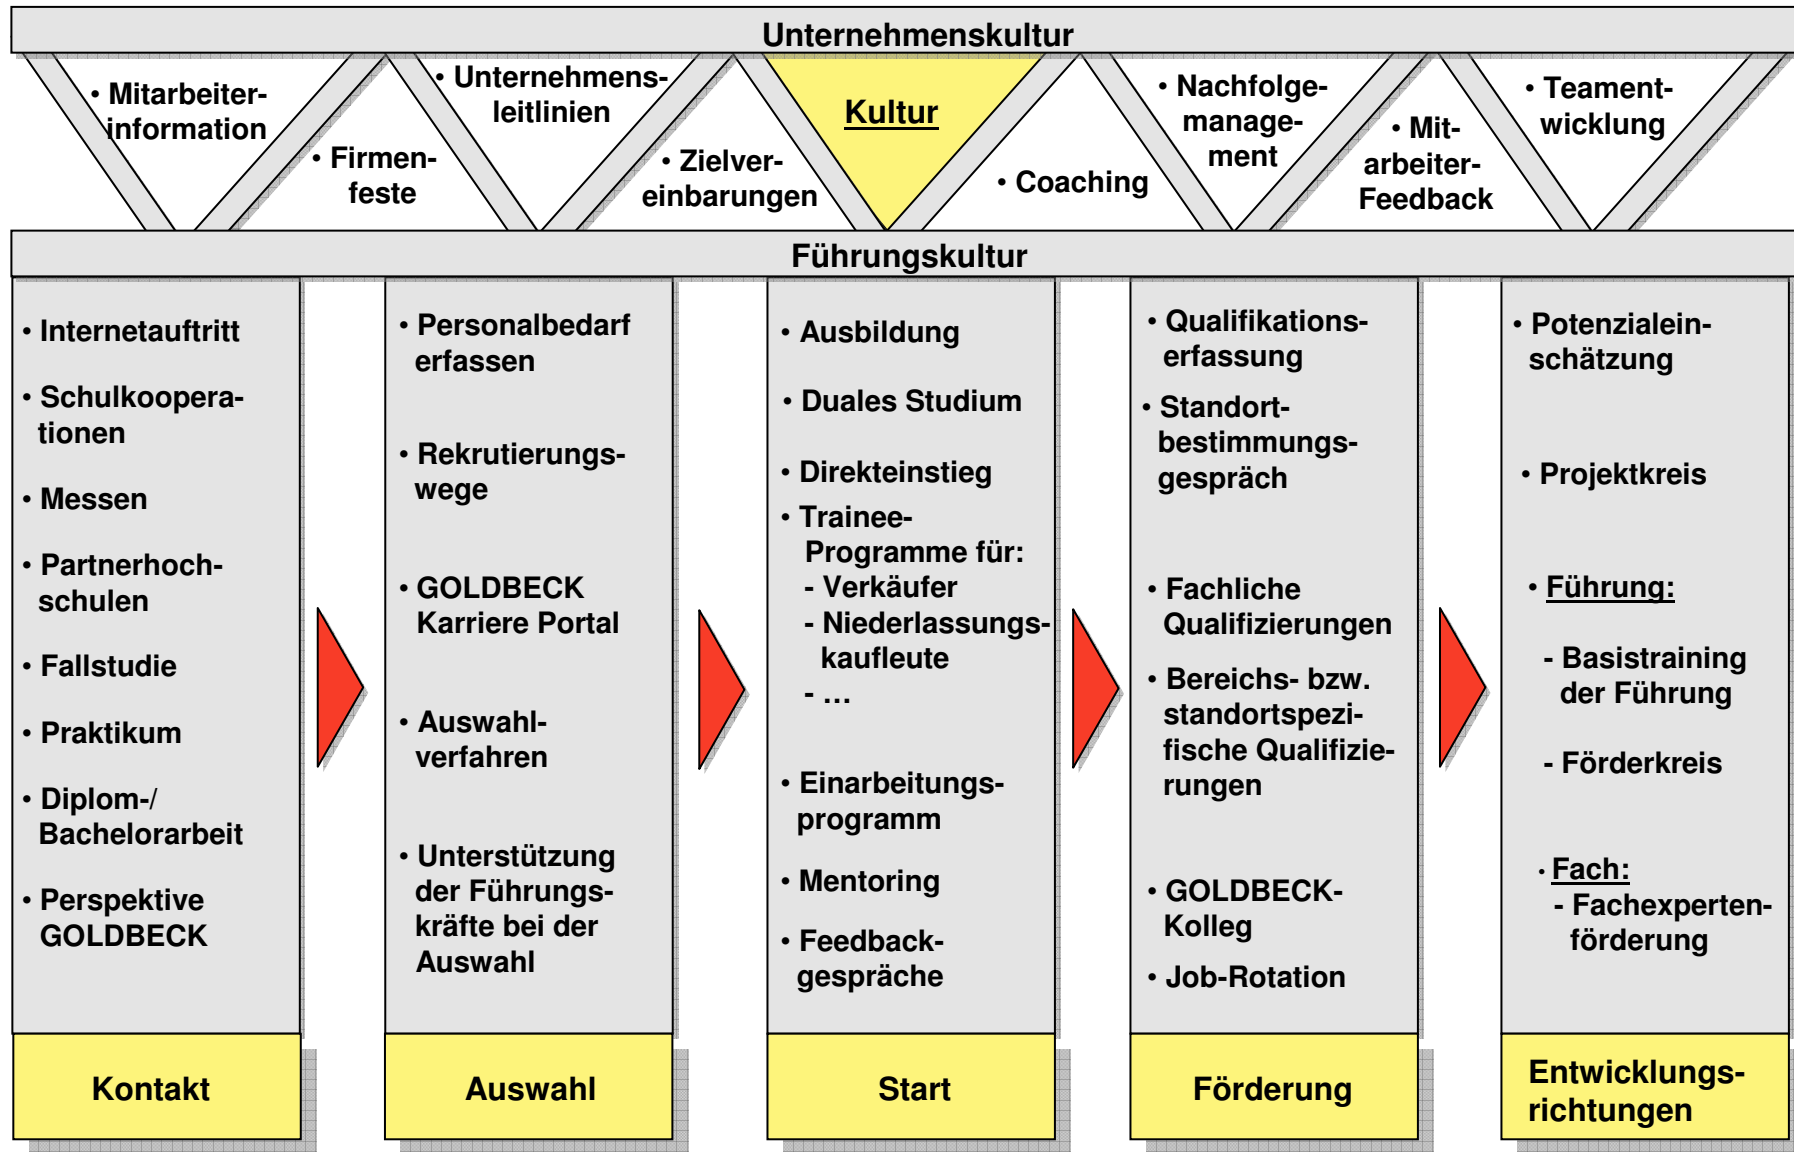 Unternehmenskultur
• Mitarbeiter-
information
• Firmen-
feste
• Unternehmens-
leitlinien
• Zielver-
einbarungen
Kultur
• Coaching
• Nachfolge-
manage-
ment
• Mit-
arbeiter-
Feedback
• Teament-
wicklung
Führungskultur
• Internetauftritt
• Schulkoopera-
tionen
• Messen
• Partnerhoch-
schulen
• Fallstudie
• Praktikum
• Diplom-/
Bachelorarbeit
• Perspektive
GOLDBECK
Kontakt
• Personalbedarf
erfassen
• Rekrutierungs-
wege
• GOLDBECK
Karriere Portal
• Auswahl-
verfahren
• Unterstützung
der Führungs-
kräfte bei der
Auswahl
Auswahl
• Ausbildung
• Duales Studium
• Direkteinstieg
• Trainee-
Programme für:
- Verkäufer
- Niederlassungs-
kaufleute
- …
• Einarbeitungs-
programm
• Mentoring
• Feedback-
gespräche
Start
• Qualifikations-
erfassung
• Standort-
bestimmungs-
gespräch
• Fachliche
Qualifizierungen
• Bereichs- bzw.
standortspezi-
fische Qualifizie-
rungen
• GOLDBECK-
Kolleg
• Job-Rotation
Förderung
• Potenzialein-
schätzung
• Projektkreis
• Führung:
- Basistraining
der Führung
- Förderkreis
• Fach:
- Fachexperten-
förderung
Entwicklungs-
richtungen